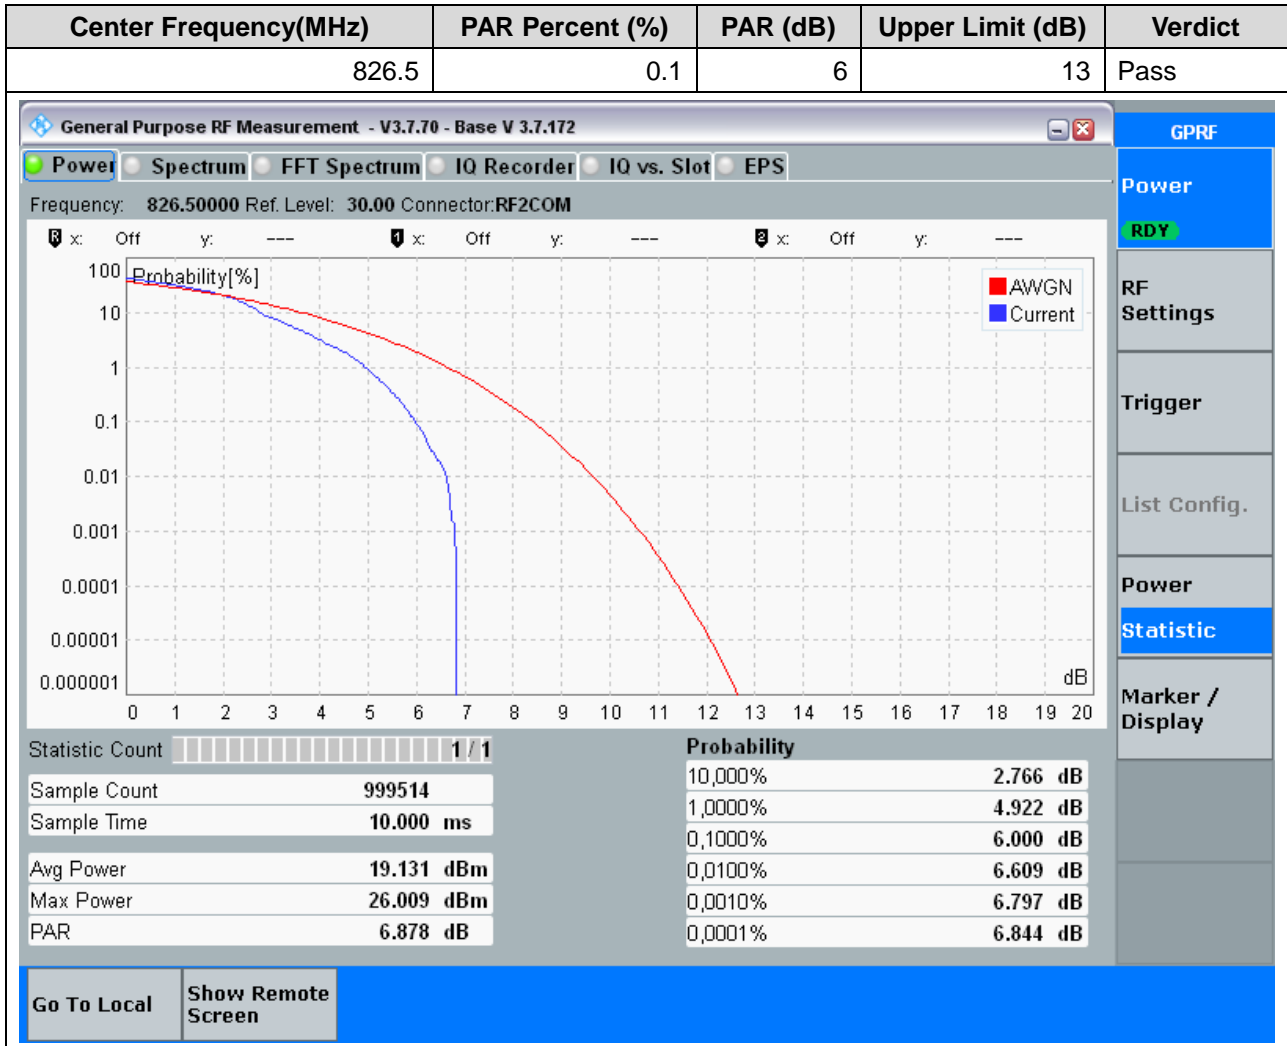 Center Frequency(MHz) PAR Percent (%) PAR (dB) Upper Limit (dB) Verdict
826.5 0.1 6 13 Pass
General Purpose RF Measurement - V3.7.70 - Base V 3.7.172
GPRF
Power Spectrum FFT Spectrum IQ Recorder IQ vs. Slot EPS
Power
RDY
Frequency: 826.50000 Ref. Level: 30.00 Connector:RF2COM
R x: Off y: --- 1 x: Off y: --- 2 x: Off y: ---
Probability[%]
AWGN
Current
100
10
1
0.1
0.01
0.001
0.0001
0.00001
0.000001
dB
0 1 2 3 4 5 6 7 8 9 10 11 12 13 14 15 16 17 18 19 20
RF
Settings
Trigger
List Config.
Power
Statistic
Marker /
Display
Statistic Count 1 / 1
Sample Count 999514
Sample Time 10.000 ms
Avg Power 19.131 dBm
Max Power 26.009 dBm
PAR 6.878 dB
Probability
10,000% 2.766 dB
1,0000% 4.922 dB
0,1000% 6.000 dB
0,0100% 6.609 dB
0,0010% 6.797 dB
0,0001% 6.844 dB
Go To Local
Show Remote
Screen